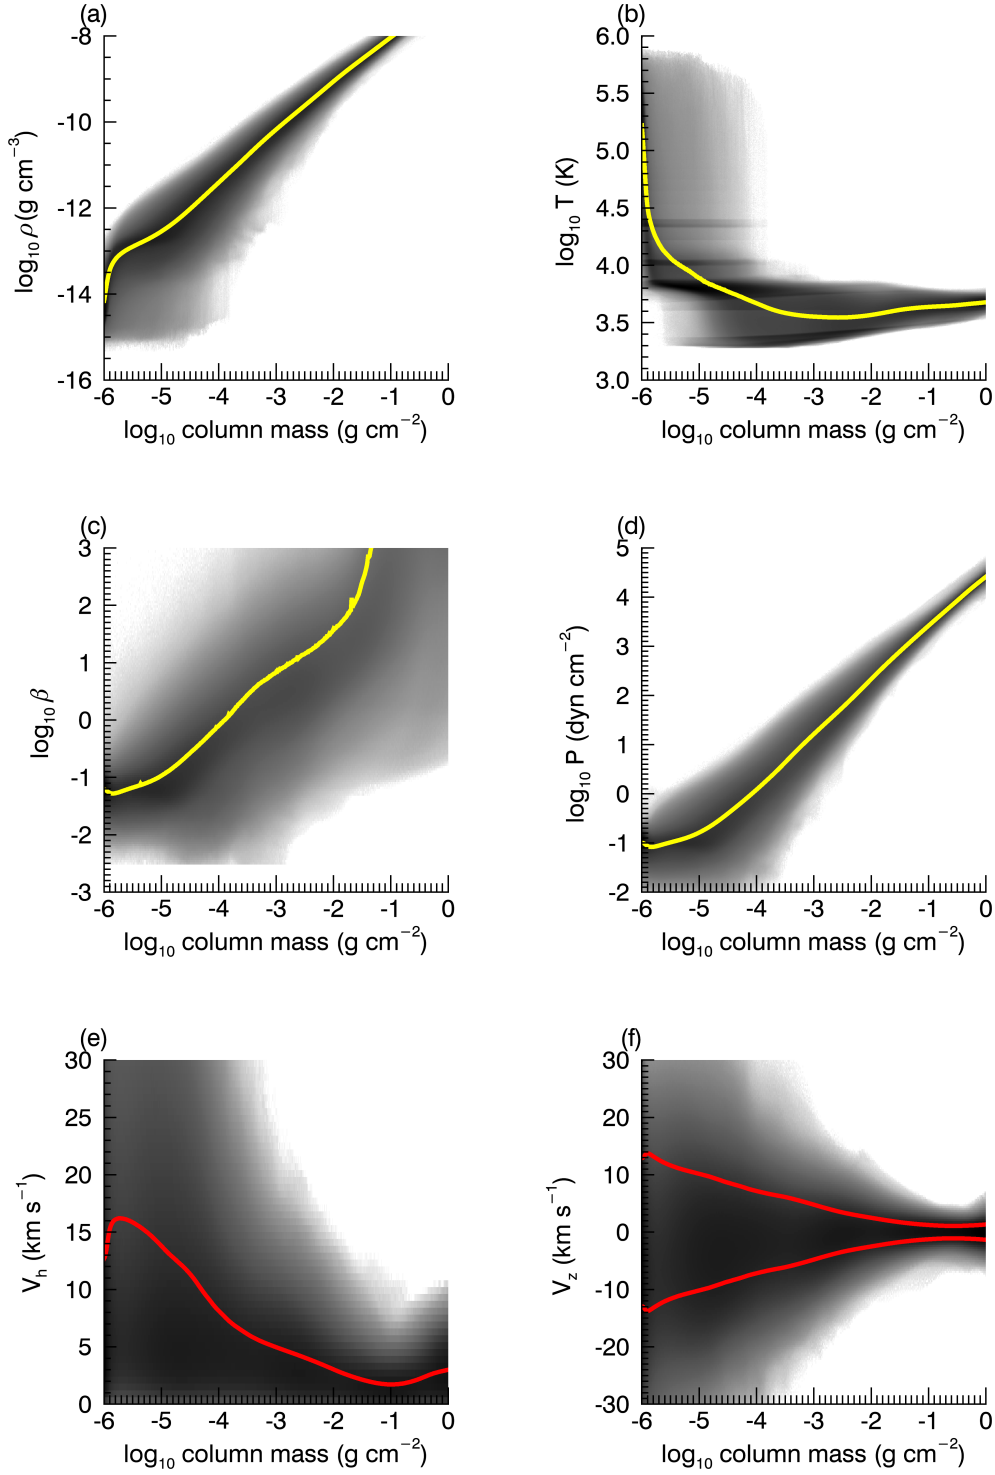 (a)
-8
-10
-12
-14
-16
log₁₀ ρ (g cm⁻³)
-6 -5 -4 -3 -2 -1 0
log₁₀ column mass (g cm⁻²)
(b)
6.0
5.5
5.0
4.5
4.0
3.5
3.0
log₁₀ T (K)
-6 -5 -4 -3 -2 -1 0
log₁₀ column mass (g cm⁻²)
(c)
3
2
1
0
-1
-2
-3
log₁₀ β
-6 -5 -4 -3 -2 -1 0
log₁₀ column mass (g cm⁻²)
(d)
5
4
3
2
1
0
-1
-2
log₁₀ P (dyn cm⁻²)
-6 -5 -4 -3 -2 -1 0
log₁₀ column mass (g cm⁻²)
(e)
30
25
20
15
10
5
0
Vₕ (km s⁻¹)
-6 -5 -4 -3 -2 -1 0
log₁₀ column mass (g cm⁻²)
(f)
30
20
10
0
-10
-20
-30
V_z (km s⁻¹)
-6 -5 -4 -3 -2 -1 0
log₁₀ column mass (g cm⁻²)